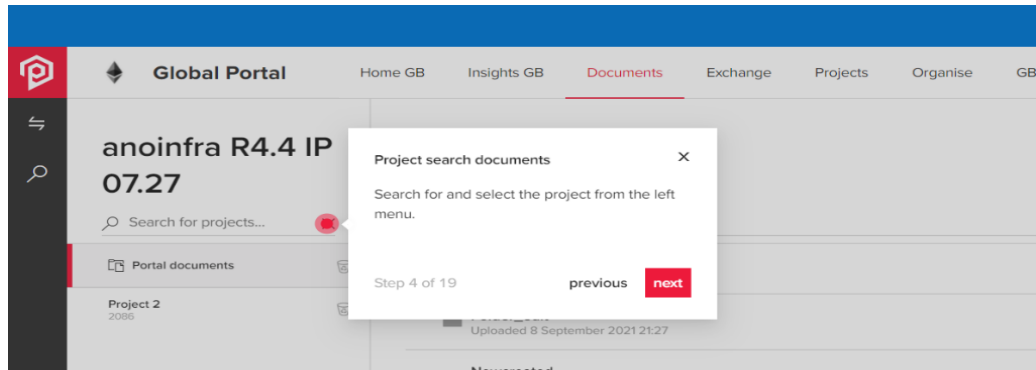 Global Portal
Home GB
Insights GB
Documents
Exchange
Projects
Organise
GB
anoinfra R4.4 IP
07.27
Search for projects...
Portal documents
Project 2
2086
Project search documents
Search for and select the project from the left
menu.
Step 4 of 19
previous
next
Uploaded 8 September 2021 21:27